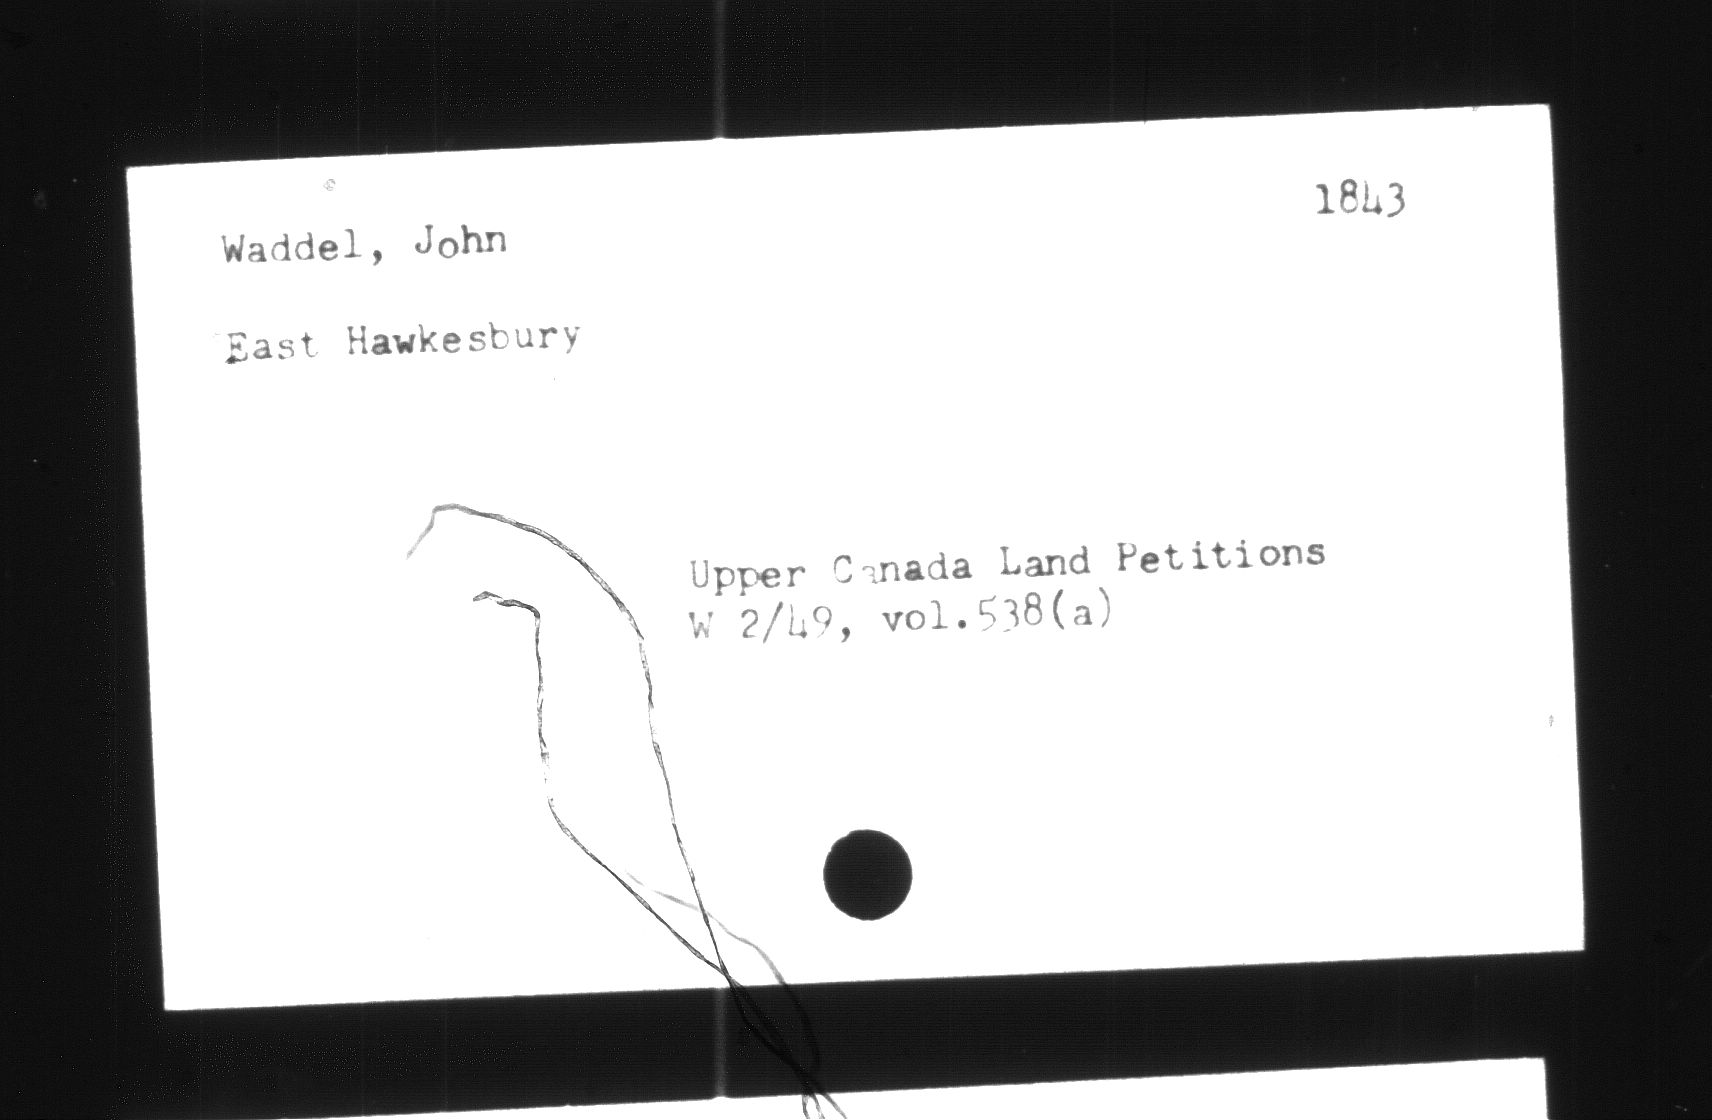 1843
Waddel, John
East Hawkesbury
Upper Canada Land Petitions
W 2/49, vol.538(a)